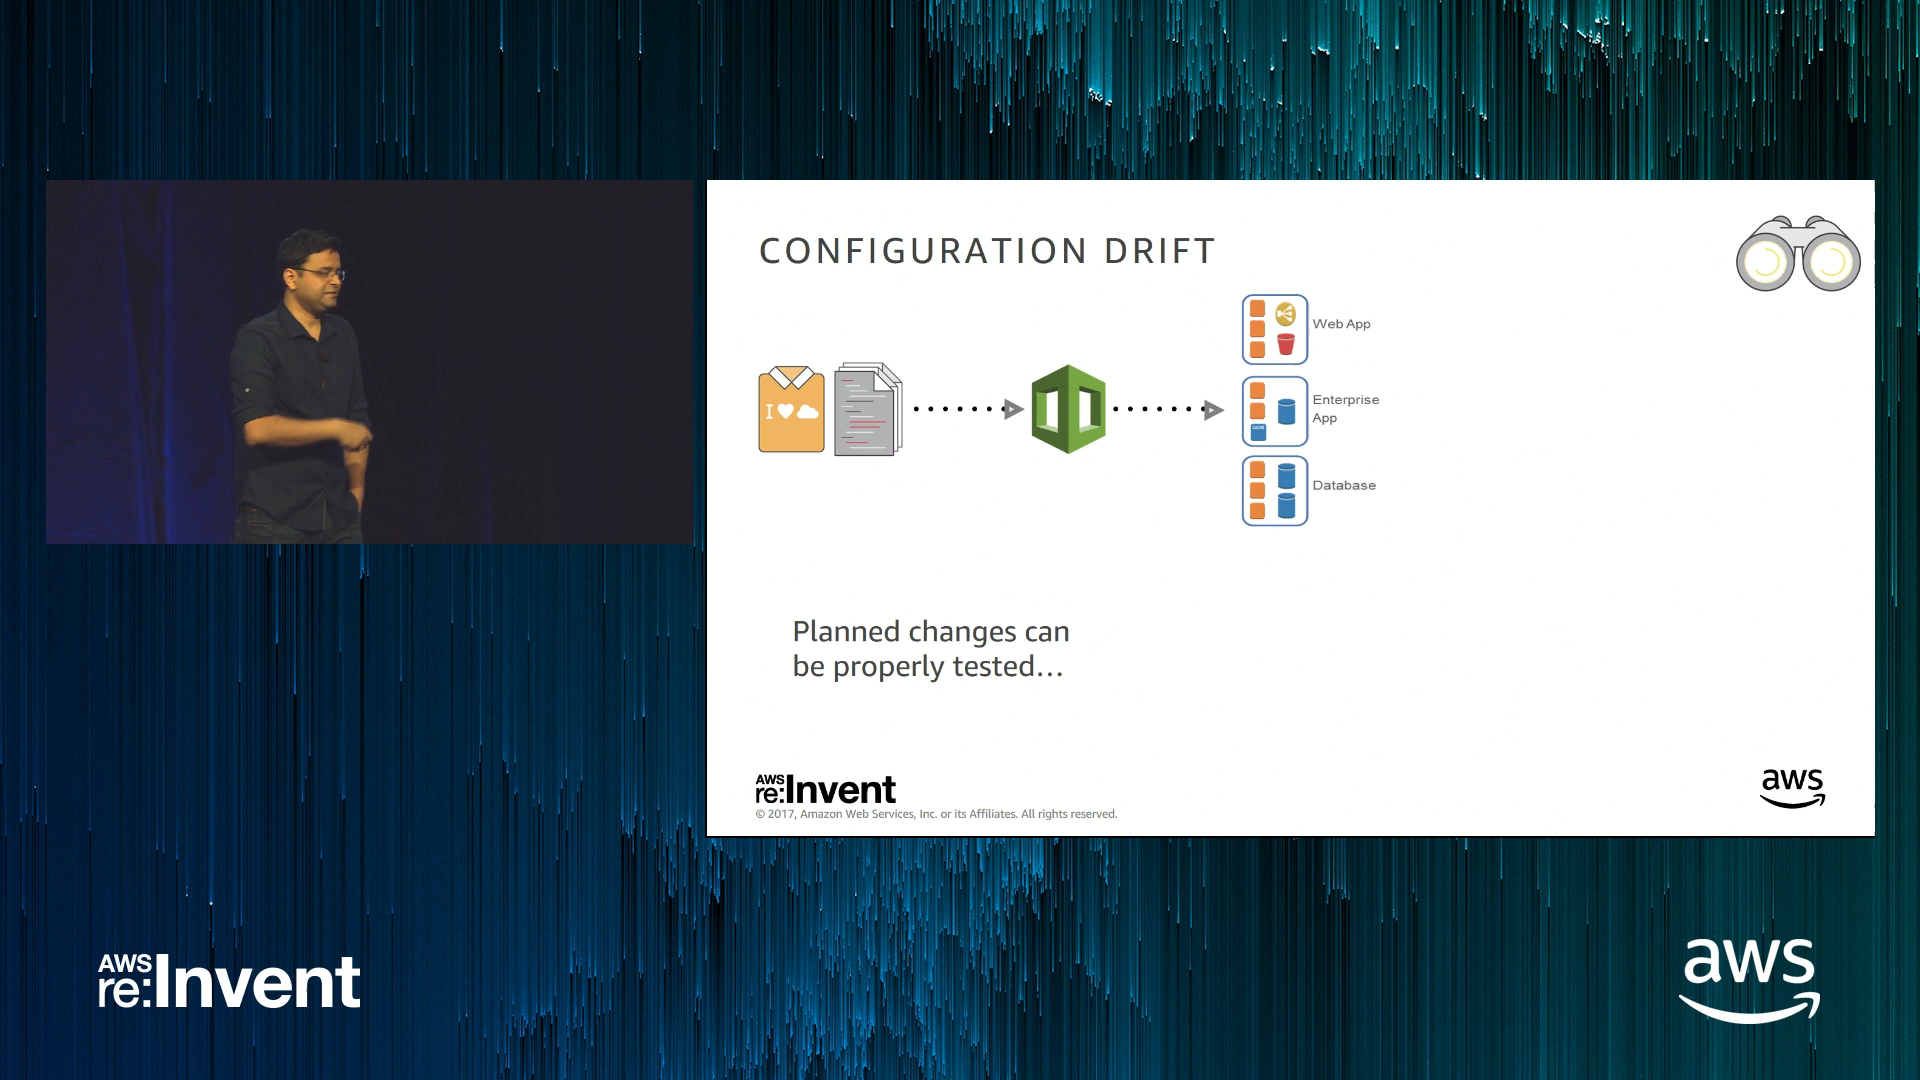 CONFIGURATION DRIFT
Web App
I
Enterprise
App
CACHE
Database
Planned changes can
be properly tested…
AWS
re:Invent
© 2017, Amazon Web Services, Inc. or its Affiliates. All rights reserved.
aws
AWS
re:Invent
aws